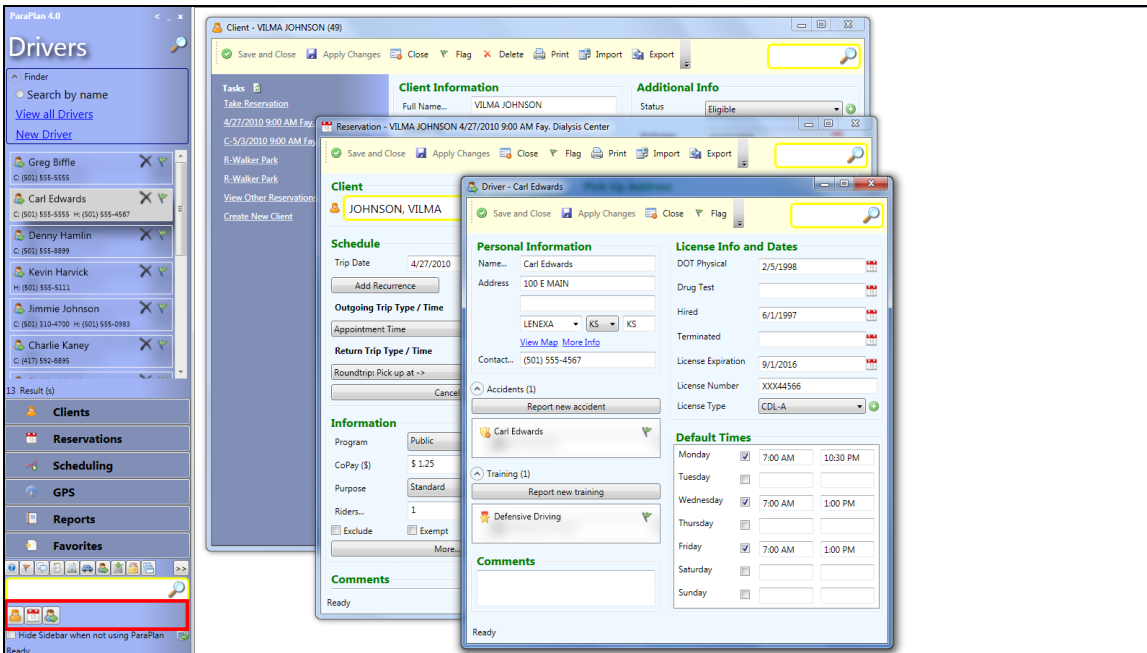 ParaPlan 4.0
< _ x
Drivers
Finder
Search by name
View all Drivers
New Driver
Greg Biffle
C: (501) 555-5555
Carl Edwards
C: (501) 555-5555 H: (501) 555-4567
Denny Hamlin
C: (501) 555-8899
Kevin Harvick
H: (501) 555-5111
Jimmie Johnson
C: (501) 310-4700 H: (501) 555-0983
Charlie Kaney
C: (417) 592-6895
13 Result (s)
Clients
Reservations
Scheduling
GPS
Reports
Favorites
>>
Hide Sidebar when not using ParaPlan
Ready
Client - VILMA JOHNSON (49)
Save and Close Apply Changes Close Flag Delete Print Import Export
Tasks
Take Reservation
4/27/2010 9:00 AM Fay.
C-5/3/2010 9:00 AM Fay
R-Walker Park
R-Walker Park
View Other Reservations
Create New Client
Client Information
Full Name... VILMA JOHNSON
Additional Info
Status Eligible
Reservation - VILMA JOHNSON 4/27/2010 9:00 AM Fay. Dialysis Center
Save and Close Apply Changes Close Flag Print Import Export
Client
JOHNSON, VILMA
Schedule
Trip Date 4/27/2010
Add Recurrence
Outgoing Trip Type / Time
Appointment Time
Return Trip Type / Time
Roundtrip: Pick up at ->
Cancel
Information
Program Public
CoPay ($) $ 1.25
Purpose Standard
Riders... 1
Exclude Exempt
More...
Comments
Ready
Driver - Carl Edwards
Save and Close Apply Changes Close Flag
Personal Information
Name... Carl Edwards
Address 100 E MAIN
LENEXA KS KS
View Map More Info
Contact... (501) 555-4567
Accidents (1)
Report new accident
Carl Edwards
Training (1)
Report new training
Defensive Driving
Comments
Ready
License Info and Dates
DOT Physical 2/5/1998
Drug Test
Hired 6/1/1997
Terminated
License Expiration 9/1/2016
License Number XXX44566
License Type CDL-A
Default Times
Monday 7:00 AM 10:30 PM
Tuesday
Wednesday 7:00 AM 1:00 PM
Thursday
Friday 7:00 AM 1:00 PM
Saturday
Sunday